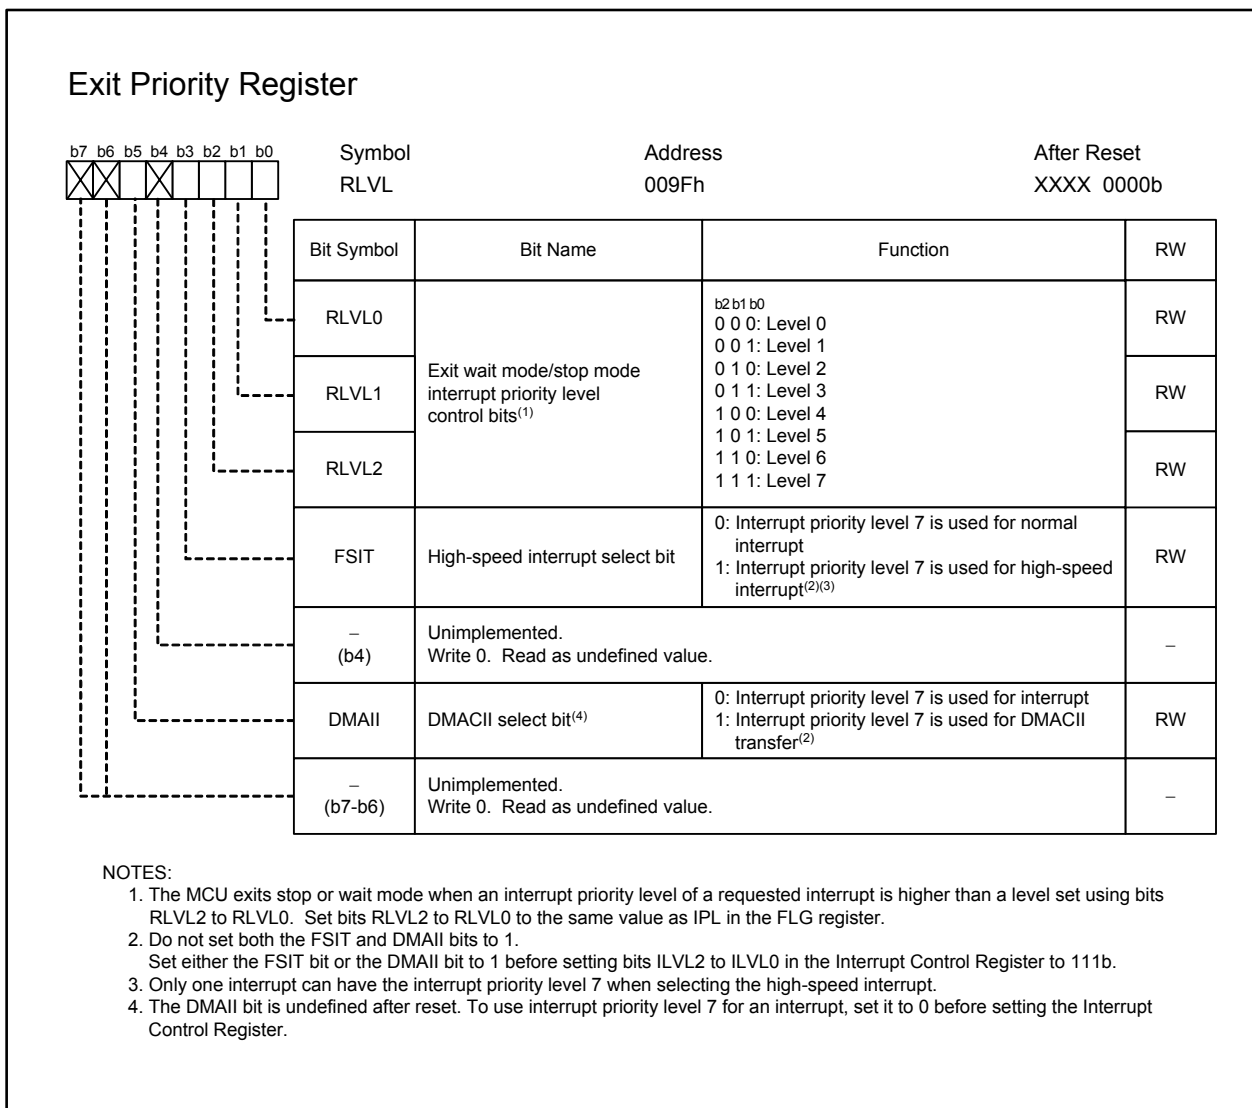 Exit Priority Register
b7 b6 b5 b4 b3 b2 b1 b0
Symbol Address After Reset
RLVL 009Fh XXXX 0000b
Bit Symbol Bit Name Function RW
RLVL0
RLVL1
RLVL2
Exit wait mode/stop mode
interrupt priority level
control bits(1)
b2 b1 b0
0 0 0: Level 0
0 0 1: Level 1
0 1 0: Level 2
0 1 1: Level 3
1 0 0: Level 4
1 0 1: Level 5
1 1 0: Level 6
1 1 1: Level 7
RW
RW
RW
FSIT
High-speed interrupt select bit
0: Interrupt priority level 7 is used for normal
interrupt
1: Interrupt priority level 7 is used for high-speed
interrupt(2)(3)
RW
–
(b4)
Unimplemented.
Write 0. Read as undefined value.
–
DMAII
DMACII select bit(4)
0: Interrupt priority level 7 is used for interrupt
1: Interrupt priority level 7 is used for DMACII
transfer(2)
RW
–
(b7-b6)
Unimplemented.
Write 0. Read as undefined value.
–
NOTES:
1. The MCU exits stop or wait mode when an interrupt priority level of a requested interrupt is higher than a level set using bits
RLVL2 to RLVL0. Set bits RLVL2 to RLVL0 to the same value as IPL in the FLG register.
2. Do not set both the FSIT and DMAII bits to 1.
Set either the FSIT bit or the DMAII bit to 1 before setting bits ILVL2 to ILVL0 in the Interrupt Control Register to 111b.
3. Only one interrupt can have the interrupt priority level 7 when selecting the high-speed interrupt.
4. The DMAII bit is undefined after reset. To use interrupt priority level 7 for an interrupt, set it to 0 before setting the Interrupt
Control Register.